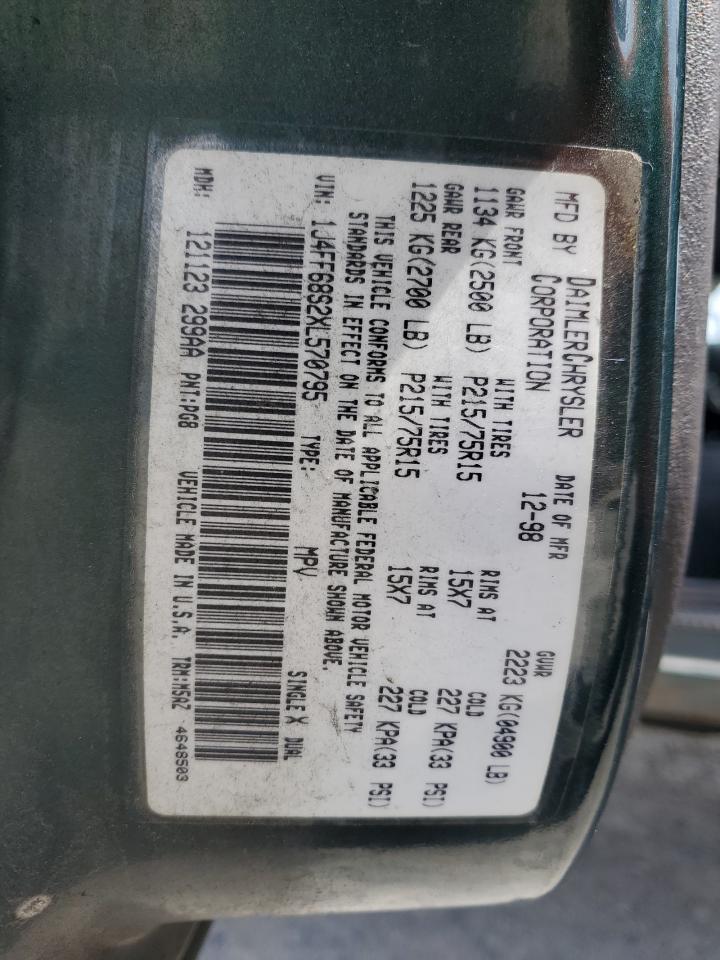 MFD BY DAIMLERCHRYSLER CORPORATION
DATE OF MFR 12-98
GVWR 2223 KG(04900 LB)
GAWR FRONT WITH TIRES RIMS AT COLD
1134 KG(2500 LB) P215/75R15 15X7 227 KPA(33 PSI)
GAWR REAR WITH TIRES RIMS AT COLD
1225 KG(2700 LB) P215/75R15 15X7 227 KPA(33 PSI)
THIS VEHICLE CONFORMS TO ALL APPLICABLE FEDERAL MOTOR VEHICLE SAFETY
STANDARDS IN EFFECT ON THE DATE OF MANUFACTURE SHOWN ABOVE.
VIN: 1J4FF68S2XL570795 TYPE: MPV SINGLE X DUAL
MDH: 121123 299AA PNT:PG8 VEHICLE MADE IN U.S.A. TRM:M5AZ 4648503